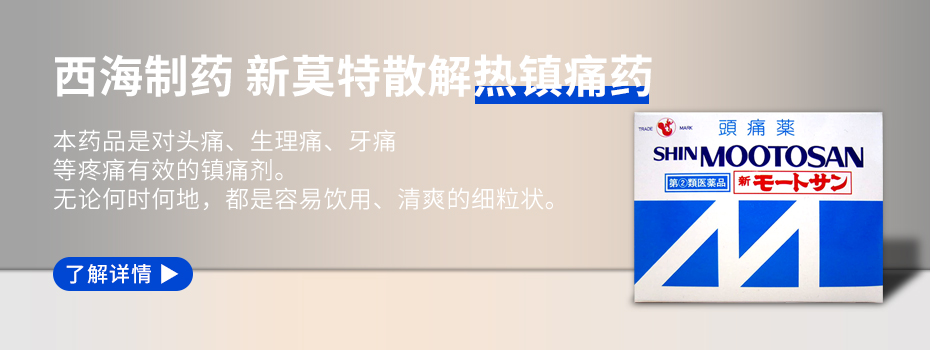 西海制药 新莫特散解热镇痛药
本药品是对头痛、生理痛、牙痛
等疼痛有效的镇痛剂。
无论何时何地，都是容易饮用、清爽的细粒状。
了解详情 ▶
TRADE MARK 頭痛薬
SHIN MOOTOSAN
指②類医薬品 新モートサン